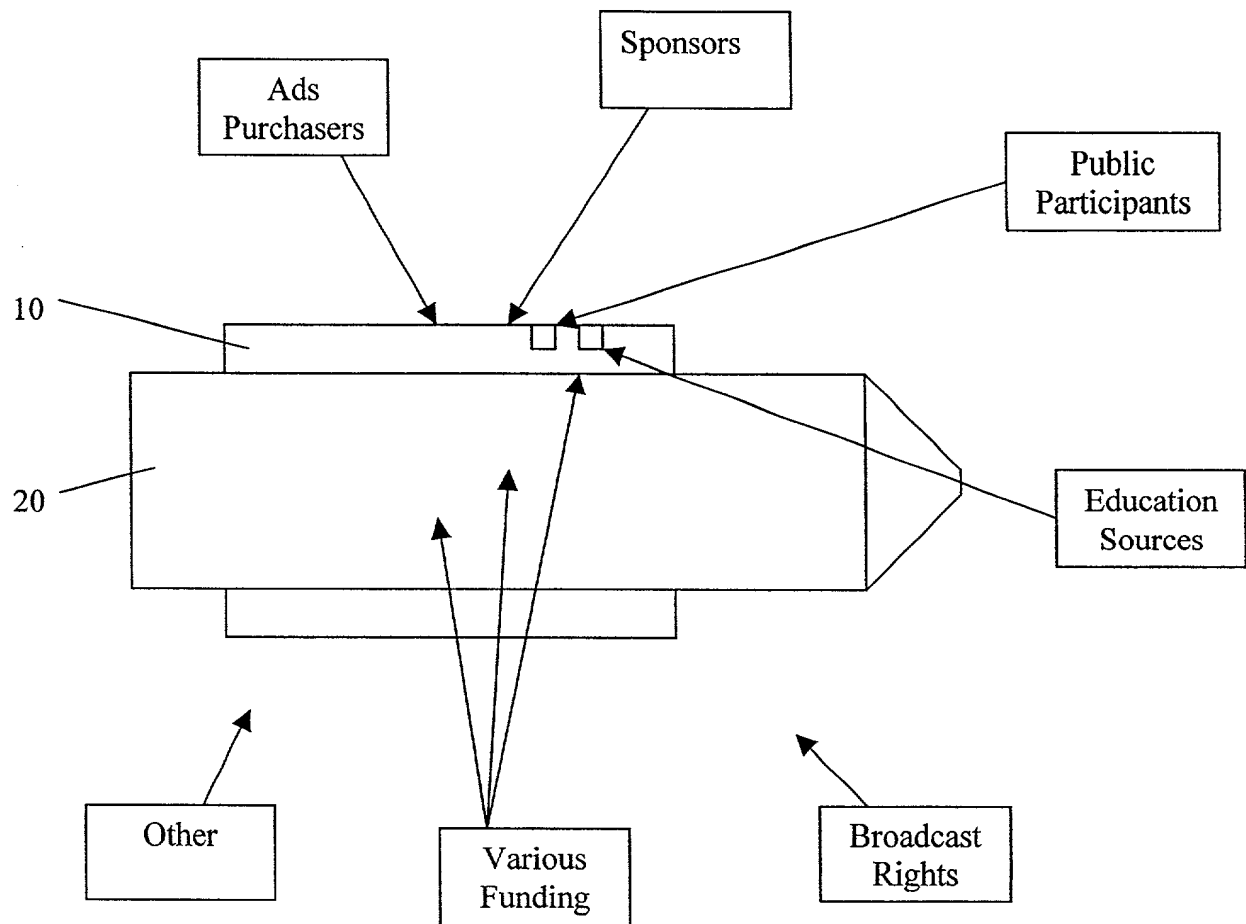 Sponsors
Ads
Purchasers
Public
Participants
10
20
Education
Sources
Other
Various
Funding
Broadcast
Rights